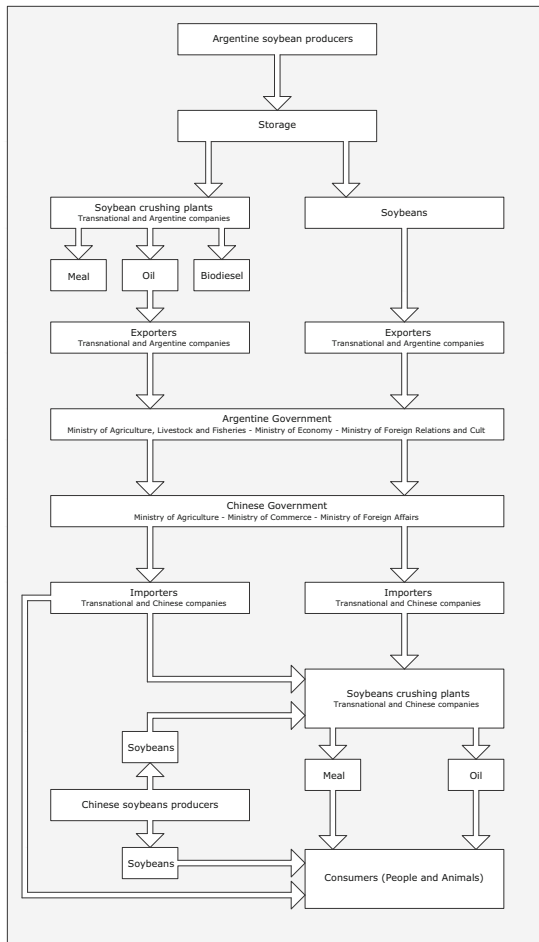 Argentine soybean producers
Storage
Soybean crushing plants
Transnational and Argentine companies
Soybeans
Meal
Oil
Biodiesel
Exporters
Transnational and Argentine companies
Exporters
Transnational and Argentine companies
Argentine Government
Ministry of Agriculture, Livestock and Fisheries - Ministry of Economy - Ministry of Foreign Relations and Cult
Chinese Government
Ministry of Agriculture - Ministry of Commerce - Ministry of Foreign Affairs
Importers
Transnational and Chinese companies
Importers
Transnational and Chinese companies
Soybeans crushing plants
Transnational and Chinese companies
Soybeans
Meal
Oil
Chinese soybeans producers
Soybeans
Consumers (People and Animals)